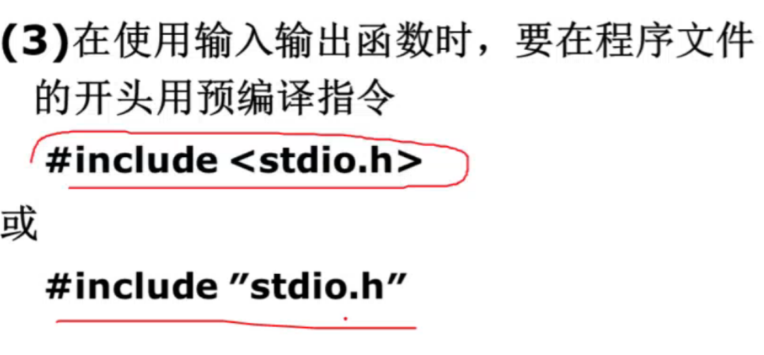 (3)在使用输入输出函数时，要在程序文件
的开头用预编译指令
#include <stdio.h>
或
#include ″stdio.h″